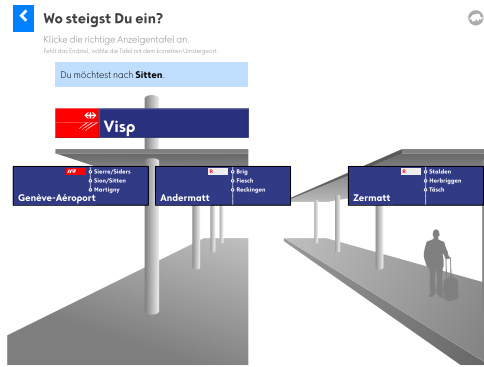 Wo steigst Du ein?
Klicke die richtige Anzeigentafel an.
Fehlt das Endziel, wähle die Tafel mit dem korrekten Umsteigeort.
Du möchtest nach Sitten.
Visp
IR
Sierre/Siders
Sion/Sitten
Martigny
Genève-Aéroport
R
Brig
Fiesch
Reckingen
Andermatt
R
Stalden
Herbriggen
Täsch
Zermatt